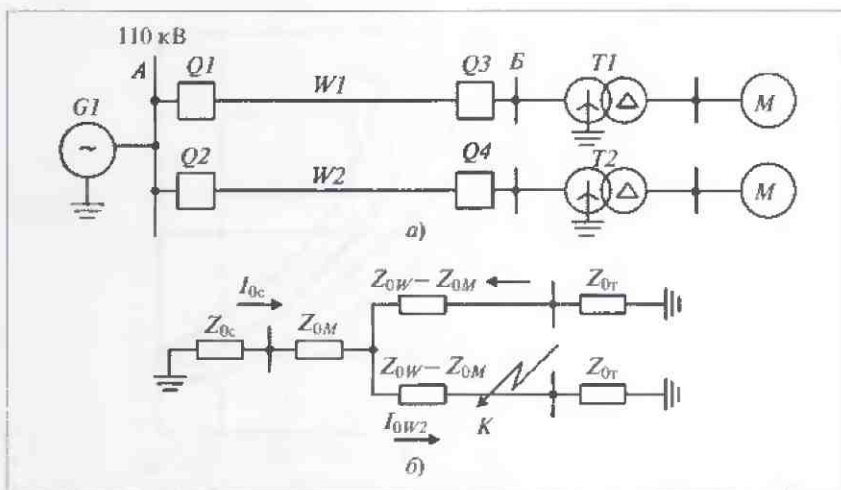 110 кВ
A Q1 W1 Q3 Б T1
G1 ~ M
Q2 W2 Q4 T2
M
а)
I0c Z0W – Z0M Z0т
Z0c Z0M
Z0W – Z0M Z0т
I0W2 K
б)